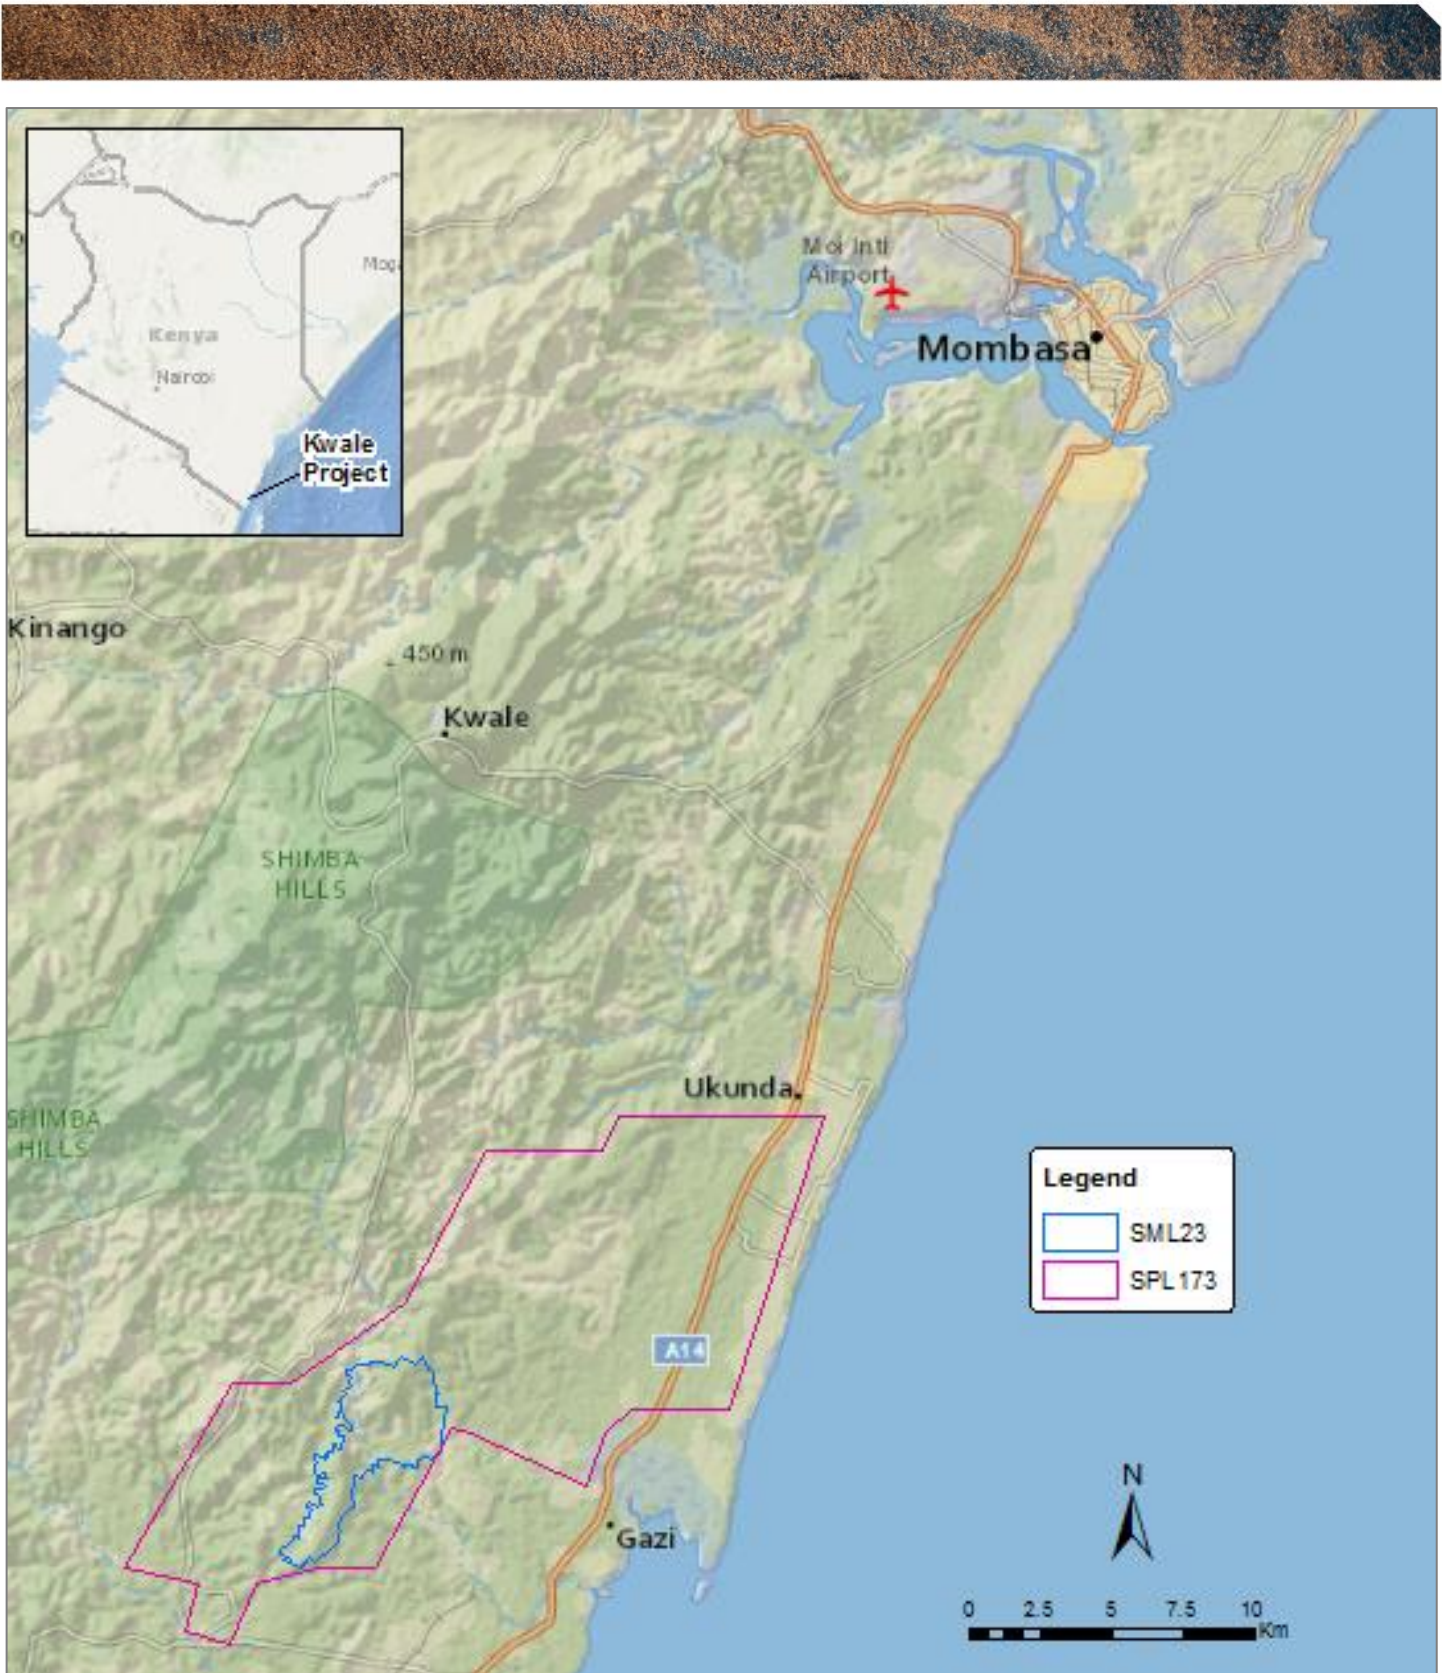 Moi Intl
Airport
Mombasa
Kenya
Nairobi
Kwale
Project
Kinango
450 m
Kwale
SHIMBA
HILLS
Ukunda
SHIMBA
HILLS
Legend
SML23
SPL173
A14
N
Gazi
0 2.5 5 7.5 10
Km